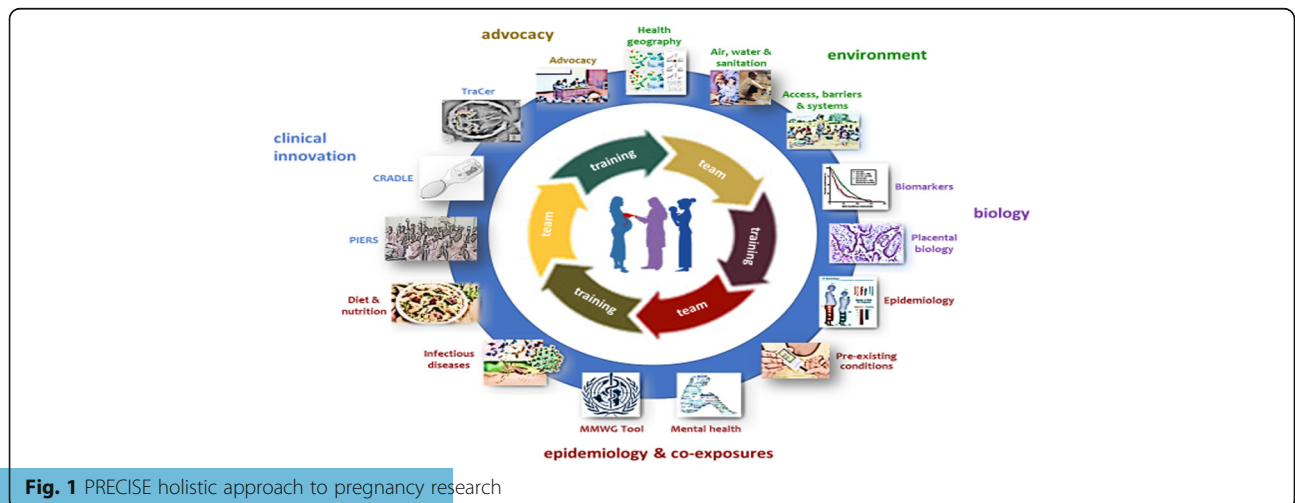 advocacy
Health
geography
Air, water &
sanitation
environment
Advocacy
Access, barriers
& systems
TraCer
clinical
innovation
CRADLE
PIERS
Biomarkers
biology
Placental
biology
Epidemiology
Pre-existing
conditions
Diet &
nutrition
Infectious
diseases
MMWG Tool
Mental health
epidemiology & co-exposures
training
team
training
team
training
team
Fig. 1 PRECISE holistic approach to pregnancy research